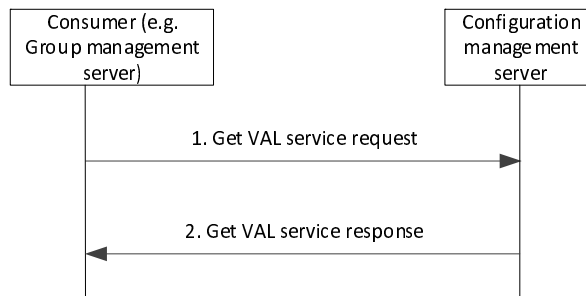 Consumer (e.g.
Group management
server)
Configuration
management
server
1. Get VAL service request
2. Get VAL service response